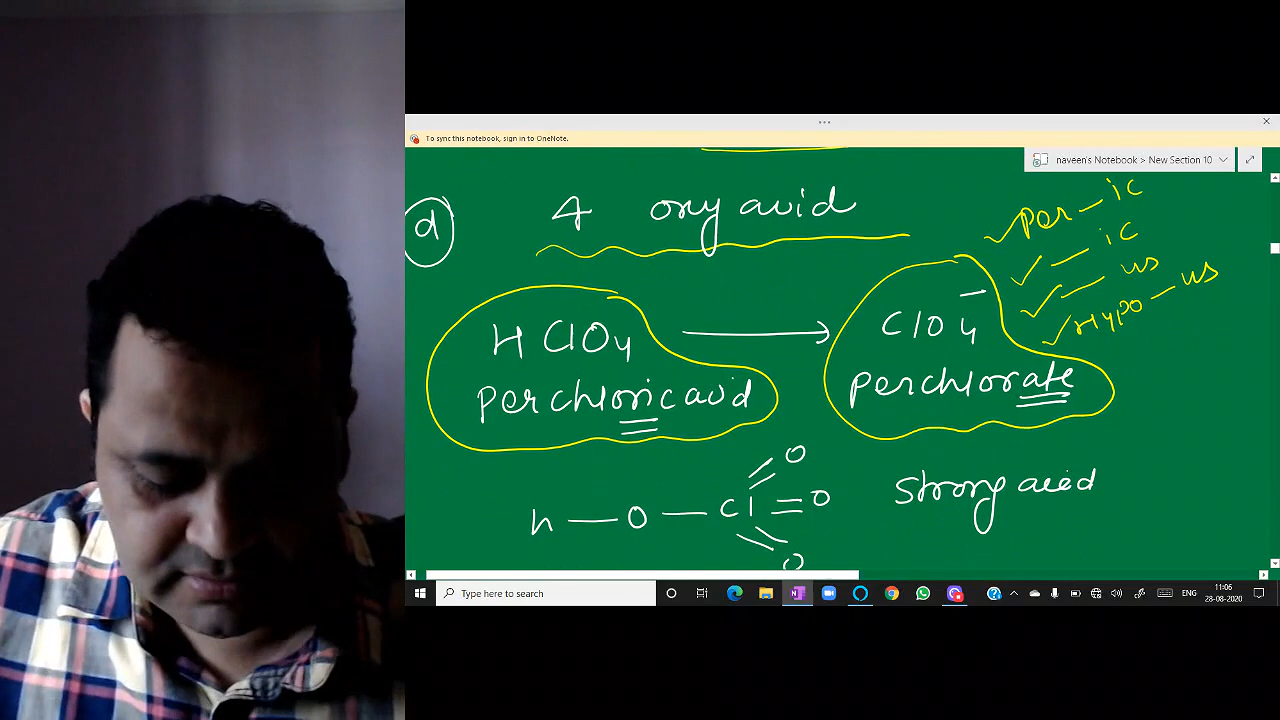 To sync this notebook, sign in to OneNote.
naveen's Notebook > New Section 10
d
4 oxy acid
per - ic
- ic
- us
Hypo - us
HClO4 → ClO4-
perchloric acid
perchlorate
H - O - Cl = O
= O
= O
strong acid
Type here to search
ENG
11:06
28-08-2020